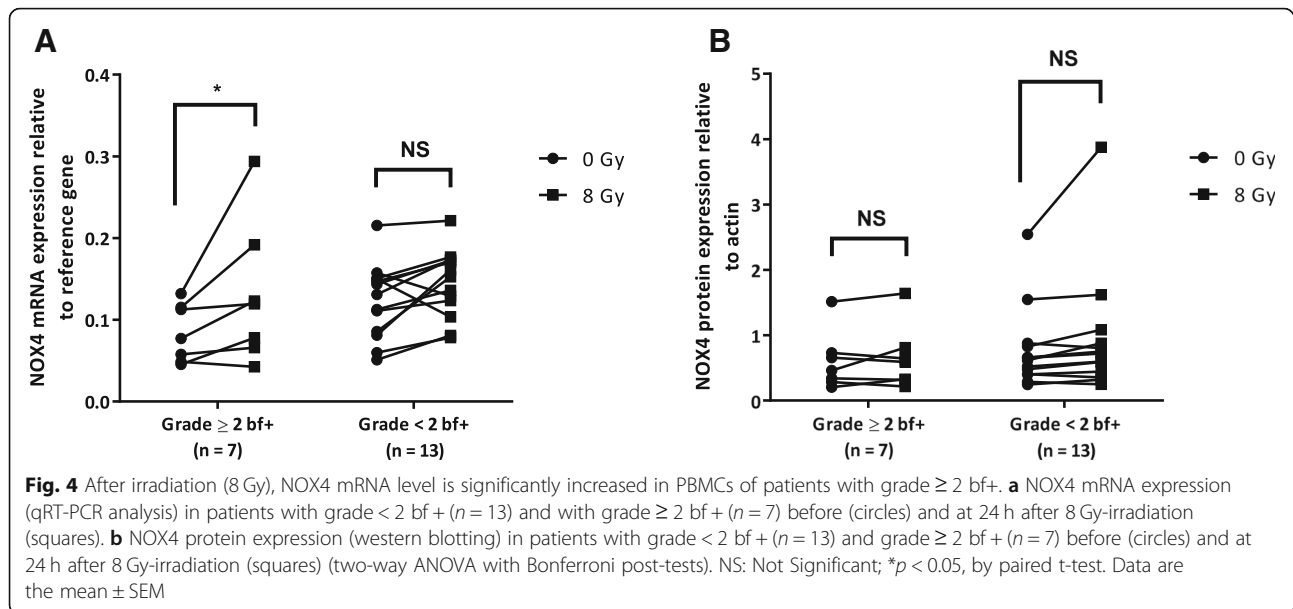 A
NOX4 mRNA expression relative
to reference gene
0.4
0.3
0.2
0.1
0.0
*
NS
0 Gy
8 Gy
Grade ≥ 2 bf+
(n = 7)
Grade < 2 bf+
(n = 13)
B
NOX4 protein expression relative
to actin
5
4
3
2
1
0
NS
NS
0 Gy
8 Gy
Grade ≥ 2 bf+
(n = 7)
Grade < 2 bf+
(n = 13)
Fig. 4 After irradiation (8 Gy), NOX4 mRNA level is significantly increased in PBMCs of patients with grade ≥ 2 bf+. a NOX4 mRNA expression
(qRT-PCR analysis) in patients with grade < 2 bf + (n = 13) and with grade ≥ 2 bf + (n = 7) before (circles) and at 24 h after 8 Gy-irradiation
(squares). b NOX4 protein expression (western blotting) in patients with grade < 2 bf + (n = 13) and grade ≥ 2 bf + (n = 7) before (circles) and at
24 h after 8 Gy-irradiation (squares) (two-way ANOVA with Bonferroni post-tests). NS: Not Significant; *p < 0.05, by paired t-test. Data are
the mean ± SEM